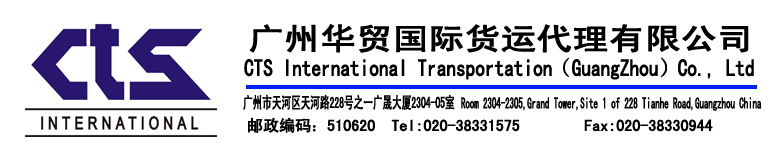 CTS
INTERNATIONAL
广州华贸国际货运代理有限公司
CTS International Transportation（GuangZhou）Co., Ltd
广州市天河区天河路228号之一广晟大厦2304-05室 Room 2304-2305,Grand Tower,Site 1 of 228 Tianhe Road,Guangzhou China
邮政编码：510620 Tel:020-38331575 Fax:020-38330944